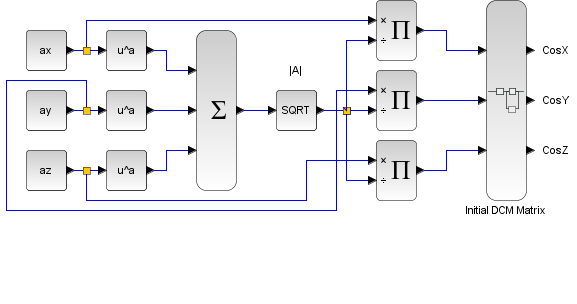 ax
u^a
ay
u^a
az
u^a
Σ
|A|
SQRT
×
÷
Π
×
÷
Π
×
÷
Π
CosX
CosY
CosZ
Initial DCM Matrix